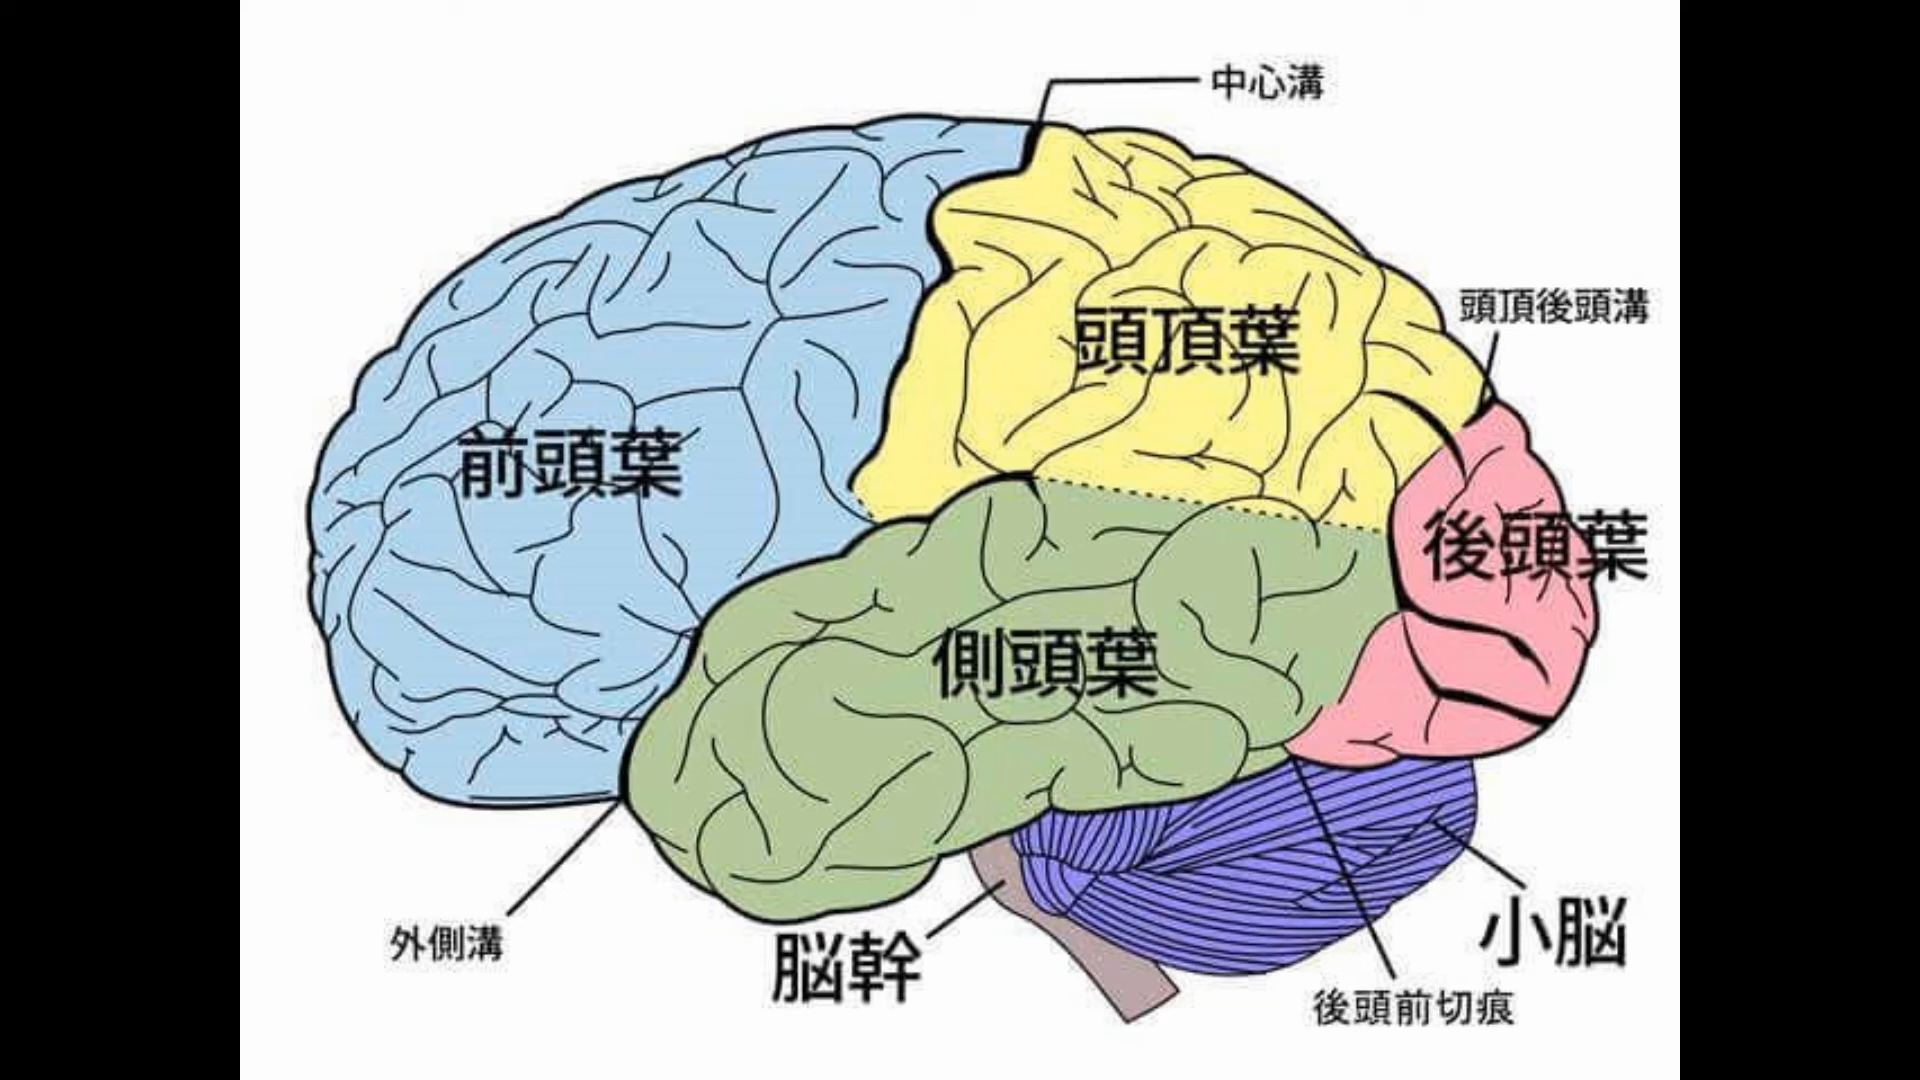 中心溝
頭頂後頭溝
頭頂葉
前頭葉
後頭葉
側頭葉
外側溝
脳幹
小脳
後頭前切痕